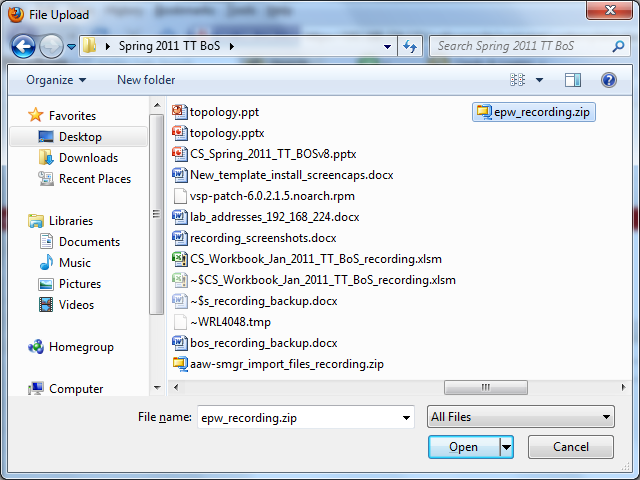 File Upload
Spring 2011 TT BoS
Search Spring 2011 TT BoS
Organize
New folder
Favorites
Desktop
Downloads
Recent Places
Libraries
Documents
Music
Pictures
Videos
Homegroup
Computer
topology.ppt
topology.pptx
CS_Spring_2011_TT_BOSv8.pptx
New_template_install_screencaps.docx
vsp-patch-6.0.2.1.5.noarch.rpm
lab_addresses_192_168_224.docx
recording_screenshots.docx
CS_Workbook_Jan_2011_TT_BoS_recording.xlsm
~$CS_Workbook_Jan_2011_TT_BoS_recording.xlsm
~$s_recording_backup.docx
~WRL4048.tmp
bos_recording_backup.docx
aaw-smgr_import_files_recording.zip
epw_recording.zip
File name:
epw_recording.zip
All Files
Open
Cancel